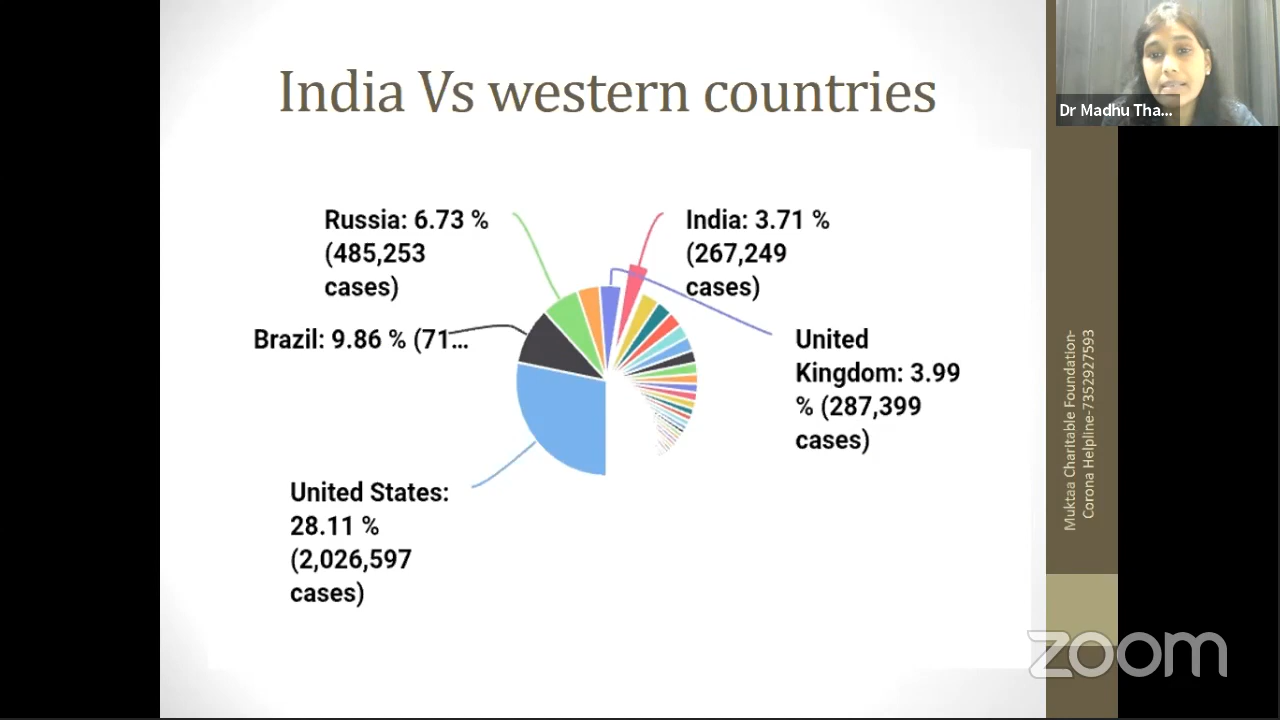 India Vs western countries
Russia: 6.73 %
(485,253
cases)
India: 3.71 %
(267,249
cases)
Brazil: 9.86 % (71...
United
Kingdom: 3.99
% (287,399
cases)
United States:
28.11 %
(2,026,597
cases)
Muktaa Charitable Foundation-
Corona Helpline-7352927593
Dr Madhu Tha...
zoom